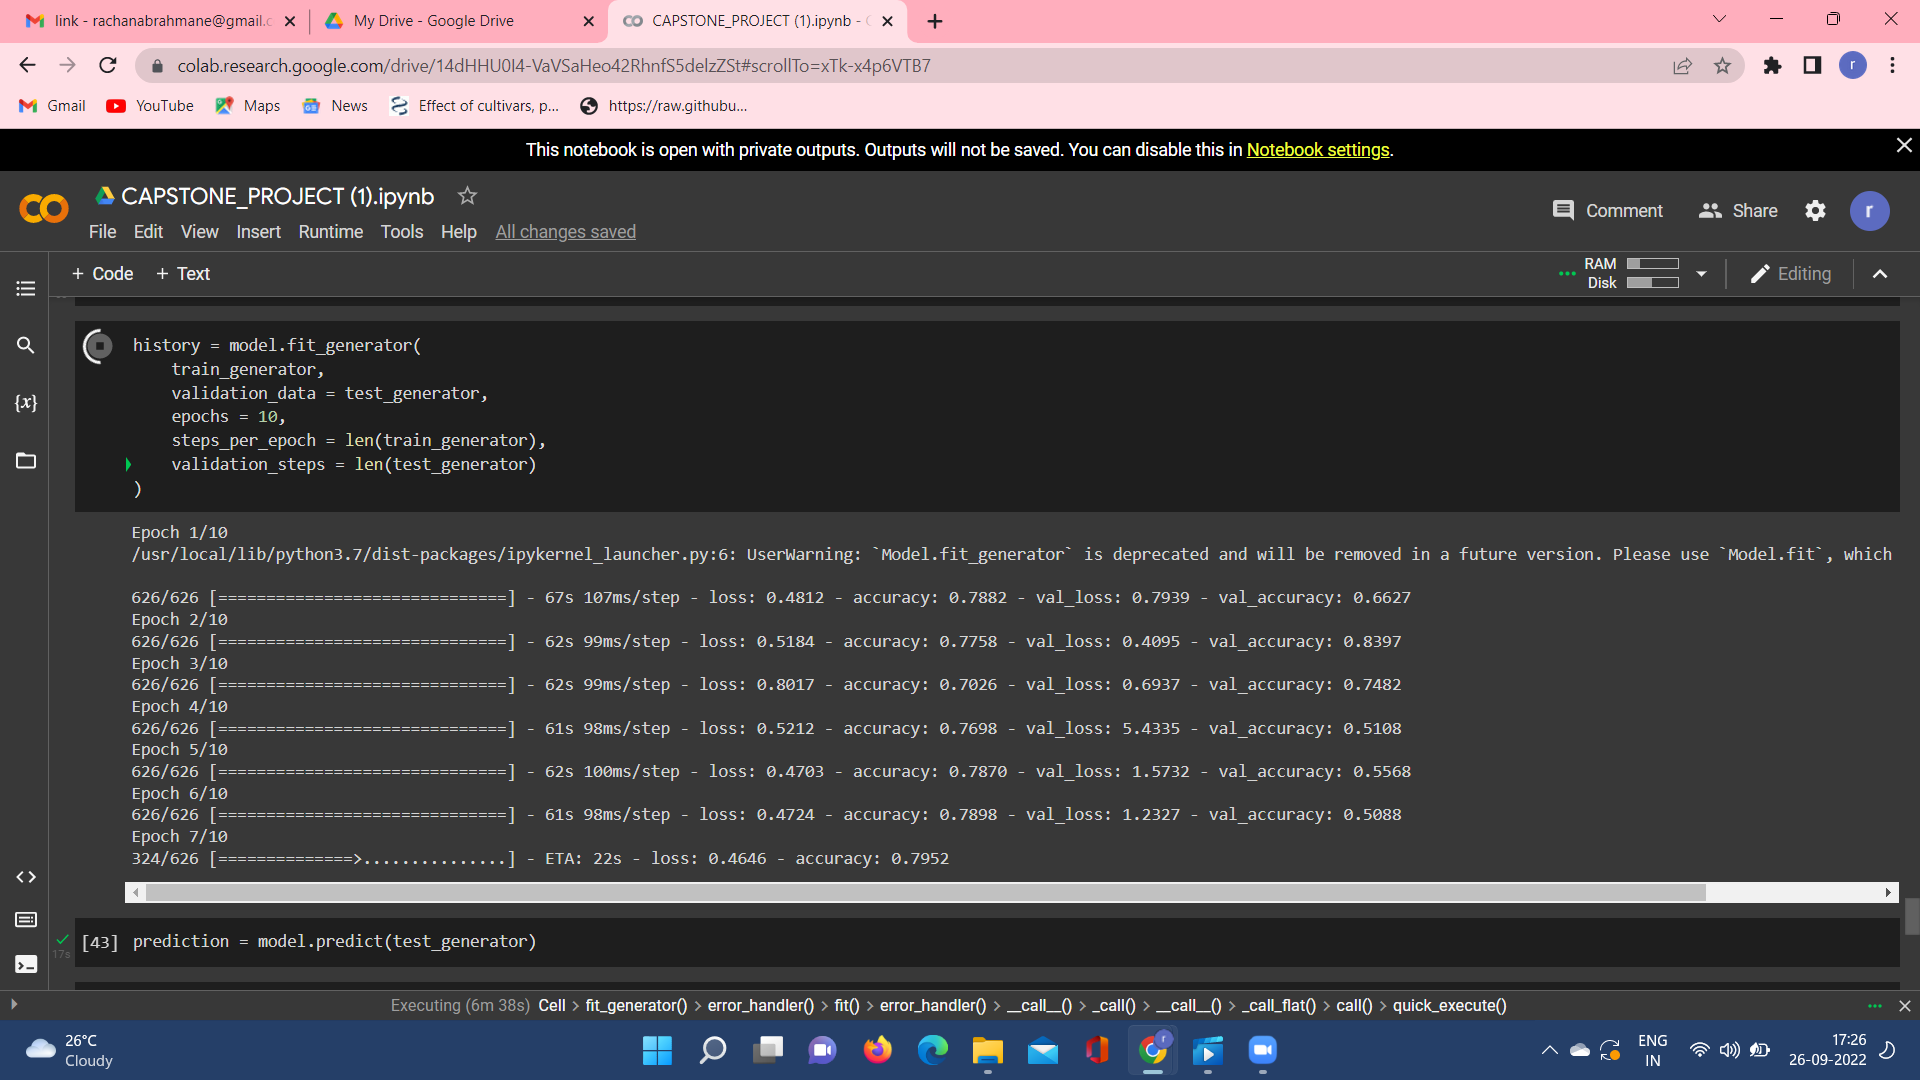 link - rachanabrahmane@gmail.c
My Drive - Google Drive
CAPSTONE_PROJECT (1).ipynb - C
colab.research.google.com/drive/14dHHU0I4-VaVSaHeo42RhnfS5delzZSt#scrollTo=xTk-x4p6VTB7
r
Gmail
YouTube
Maps
News
Effect of cultivars, p...
https://raw.githubu...
This notebook is open with private outputs. Outputs will not be saved. You can disable this in Notebook settings.
CAPSTONE_PROJECT (1).ipynb
Comment
Share
r
File Edit View Insert Runtime Tools Help All changes saved
+ Code + Text
RAM
Disk
Editing
{x}
history = model.fit_generator(
train_generator,
validation_data = test_generator,
epochs = 10,
steps_per_epoch = len(train_generator),
validation_steps = len(test_generator)
)
Epoch 1/10
/usr/local/lib/python3.7/dist-packages/ipykernel_launcher.py:6: UserWarning: `Model.fit_generator` is deprecated and will be removed in a future version. Please use `Model.fit`, which
626/626 [==============================] - 67s 107ms/step - loss: 0.4812 - accuracy: 0.7882 - val_loss: 0.7939 - val_accuracy: 0.6627
Epoch 2/10
626/626 [==============================] - 62s 99ms/step - loss: 0.5184 - accuracy: 0.7758 - val_loss: 0.4095 - val_accuracy: 0.8397
Epoch 3/10
626/626 [==============================] - 62s 99ms/step - loss: 0.8017 - accuracy: 0.7026 - val_loss: 0.6937 - val_accuracy: 0.7482
Epoch 4/10
626/626 [==============================] - 61s 98ms/step - loss: 0.5212 - accuracy: 0.7698 - val_loss: 5.4335 - val_accuracy: 0.5108
Epoch 5/10
626/626 [==============================] - 62s 100ms/step - loss: 0.4703 - accuracy: 0.7870 - val_loss: 1.5732 - val_accuracy: 0.5568
Epoch 6/10
626/626 [==============================] - 61s 98ms/step - loss: 0.4724 - accuracy: 0.7898 - val_loss: 1.2327 - val_accuracy: 0.5088
Epoch 7/10
324/626 [==============>...............] - ETA: 22s - loss: 0.4646 - accuracy: 0.7952
[43] prediction = model.predict(test_generator)
17s
Executing (6m 38s) Cell > fit_generator() > error_handler() > fit() > error_handler() > __call__() > _call() > __call__() > _call_flat() > call() > quick_execute()
26°C
Cloudy
r
ENG
IN
17:26
26-09-2022